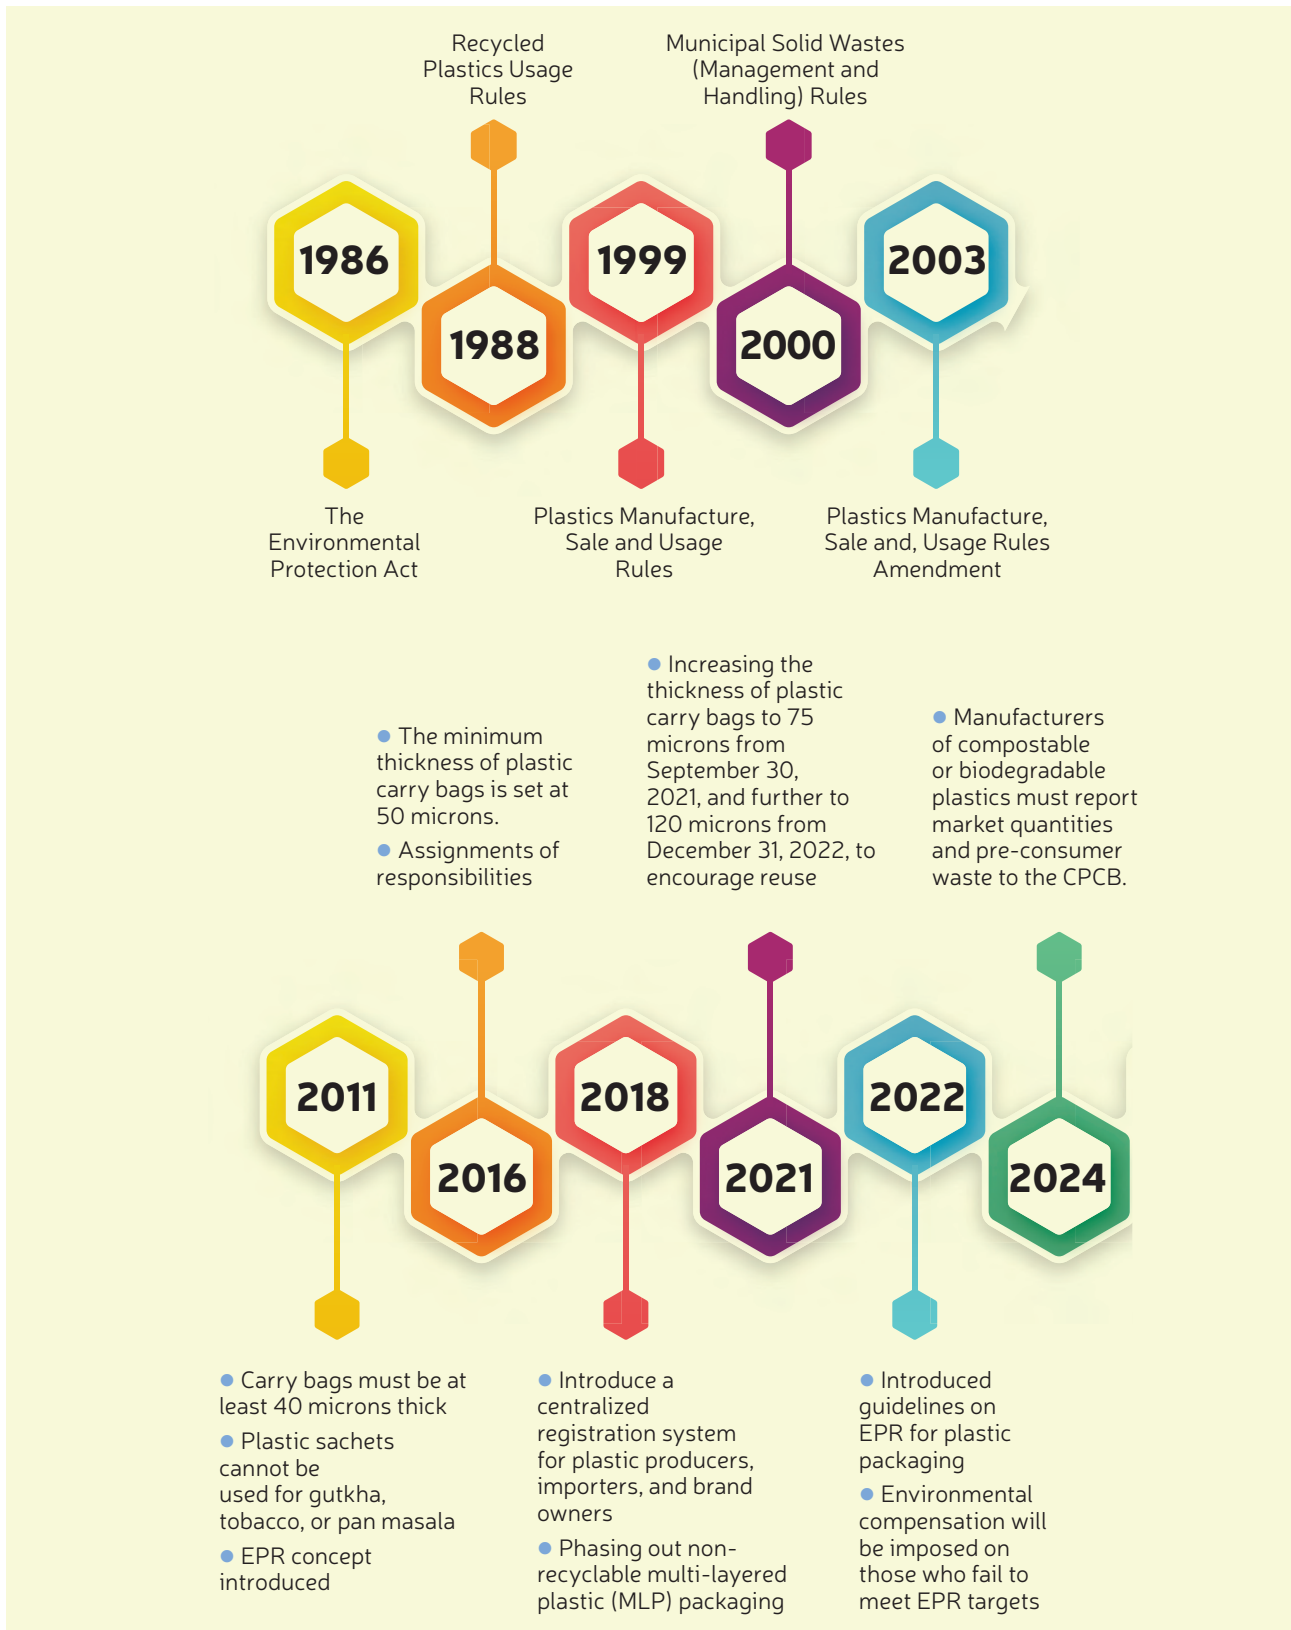 Recycled
Plastics Usage
Rules
Municipal Solid Wastes
(Management and
Handling) Rules
1986
1988
1999
2000
2003
The
Environmental
Protection Act
Plastics Manufacture,
Sale and Usage
Rules
Plastics Manufacture,
Sale and, Usage Rules
Amendment
● The minimum
thickness of plastic
carry bags is set at
50 microns.
● Assignments of
responsibilities
● Increasing the
thickness of plastic
carry bags to 75
microns from
September 30,
2021, and further to
120 microns from
December 31, 2022, to
encourage reuse
● Manufacturers
of compostable
or biodegradable
plastics must report
market quantities
and pre-consumer
waste to the CPCB.
2011
2016
2018
2021
2022
2024
● Carry bags must be at
least 40 microns thick
● Plastic sachets
cannot be
used for gutkha,
tobacco, or pan masala
● EPR concept
introduced
● Introduce a
centralized
registration system
for plastic producers,
importers, and brand
owners
● Phasing out non-
recyclable multi-layered
plastic (MLP) packaging
● Introduced
guidelines on
EPR for plastic
packaging
● Environmental
compensation will
be imposed on
those who fail to
meet EPR targets